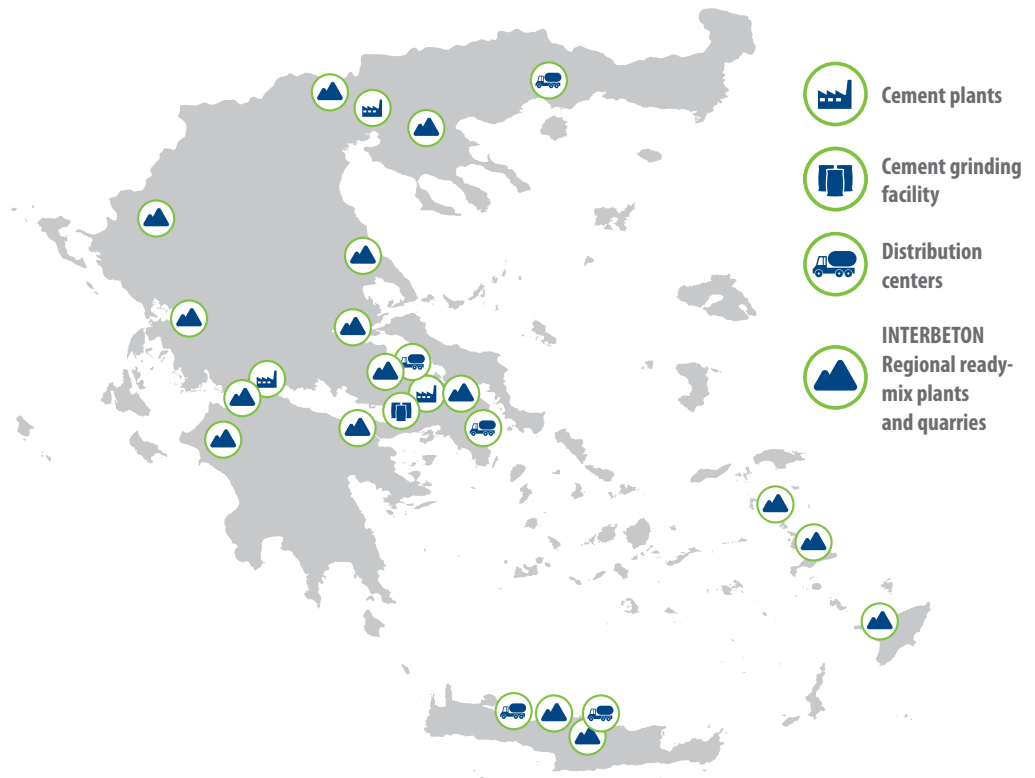 Cement plants
Cement grinding
facility
Distribution
centers
INTERBETON
Regional ready-
mix plants
and quarries